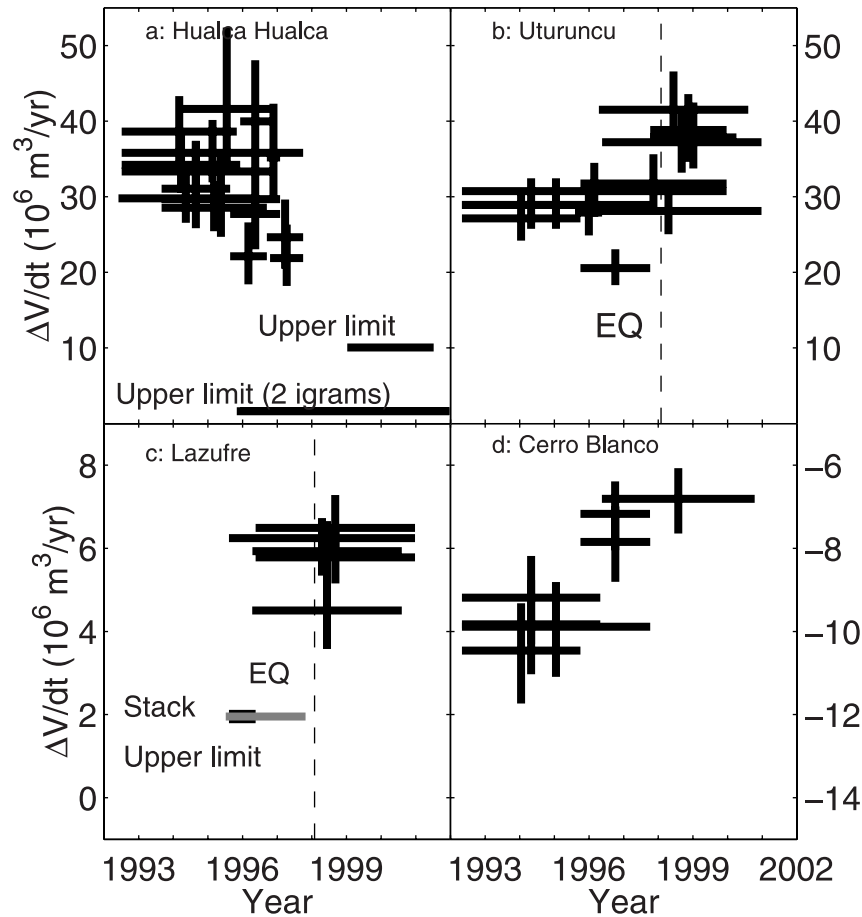 a: Hualca Hualca
b: Uturuncu
50
40
30
20
10
ΔV/dt (10⁶ m³/yr)
Upper limit
Upper limit (2 igrams)
EQ
50
40
30
20
10
c: Lazufre
d: Cerro Blanco
8
6
4
2
0
ΔV/dt (10⁶ m³/yr)
EQ
Stack
Upper limit
−6
−8
−10
−12
−14
1993 1996 1999 1993 1996 1999 2002
Year Year